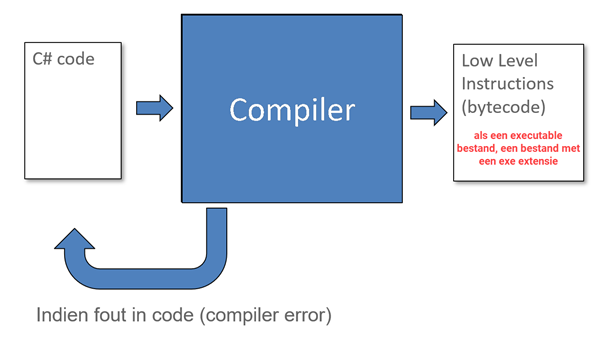 C# code
Compiler
Low Level
Instructions
(bytecode)
als een executable
bestand, een bestand met
een exe extensie
Indien fout in code (compiler error)